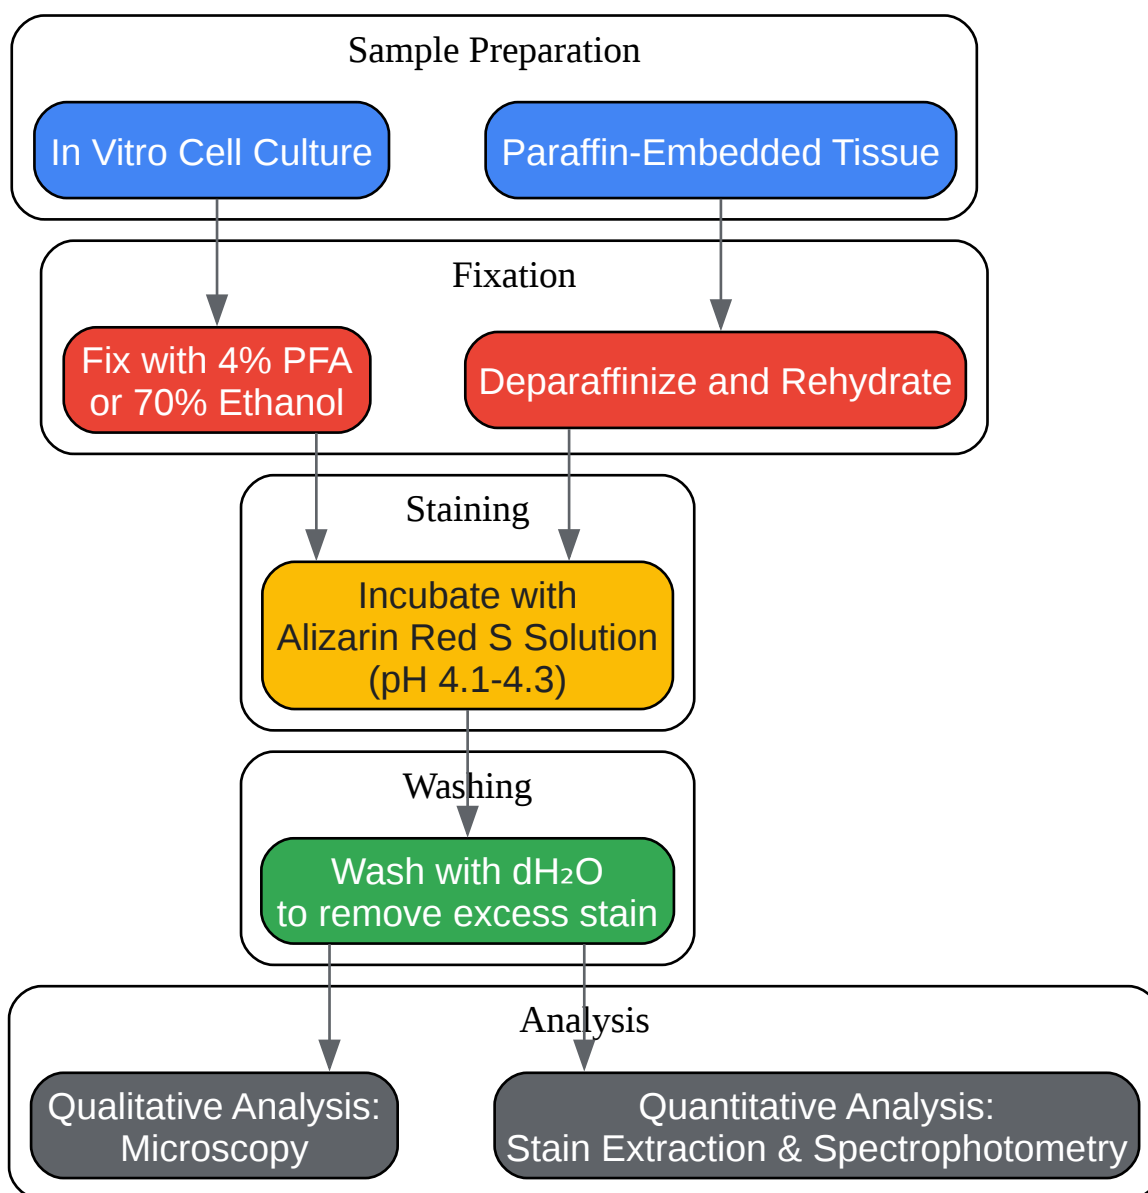 Sample Preparation
In Vitro Cell Culture
Paraffin-Embedded Tissue
Fixation
Fix with 4% PFA
or 70% Ethanol
Deparaffinize and Rehydrate
Staining
Incubate with
Alizarin Red S Solution
(pH 4.1-4.3)
Washing
Wash with dH₂O
to remove excess stain
Analysis
Qualitative Analysis:
Microscopy
Quantitative Analysis:
Stain Extraction & Spectrophotometry